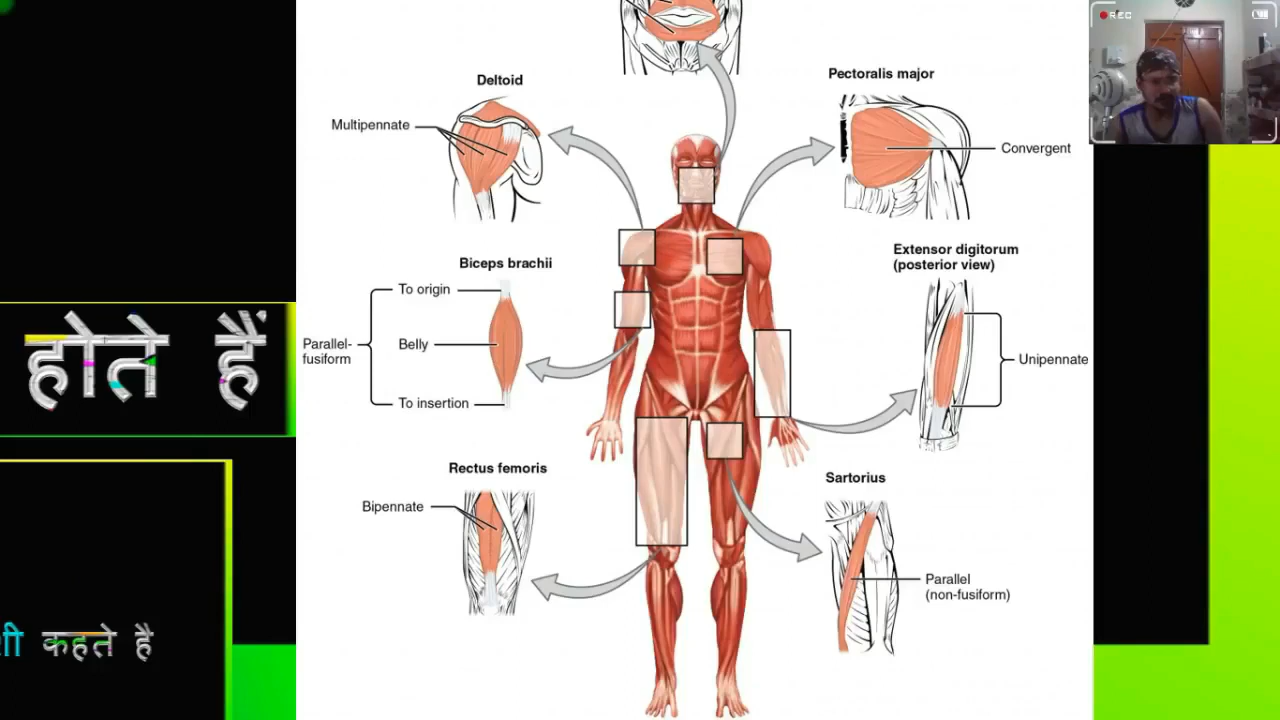 REC
Deltoid
Pectoralis major
Multipennate
Convergent
Biceps brachii
Extensor digitorum
(posterior view)
To origin
Parallel-
fusiform
Belly
To insertion
Unipennate
होते हैं
Rectus femoris
Sartorius
Bipennate
Parallel
(non-fusiform)
कहते है